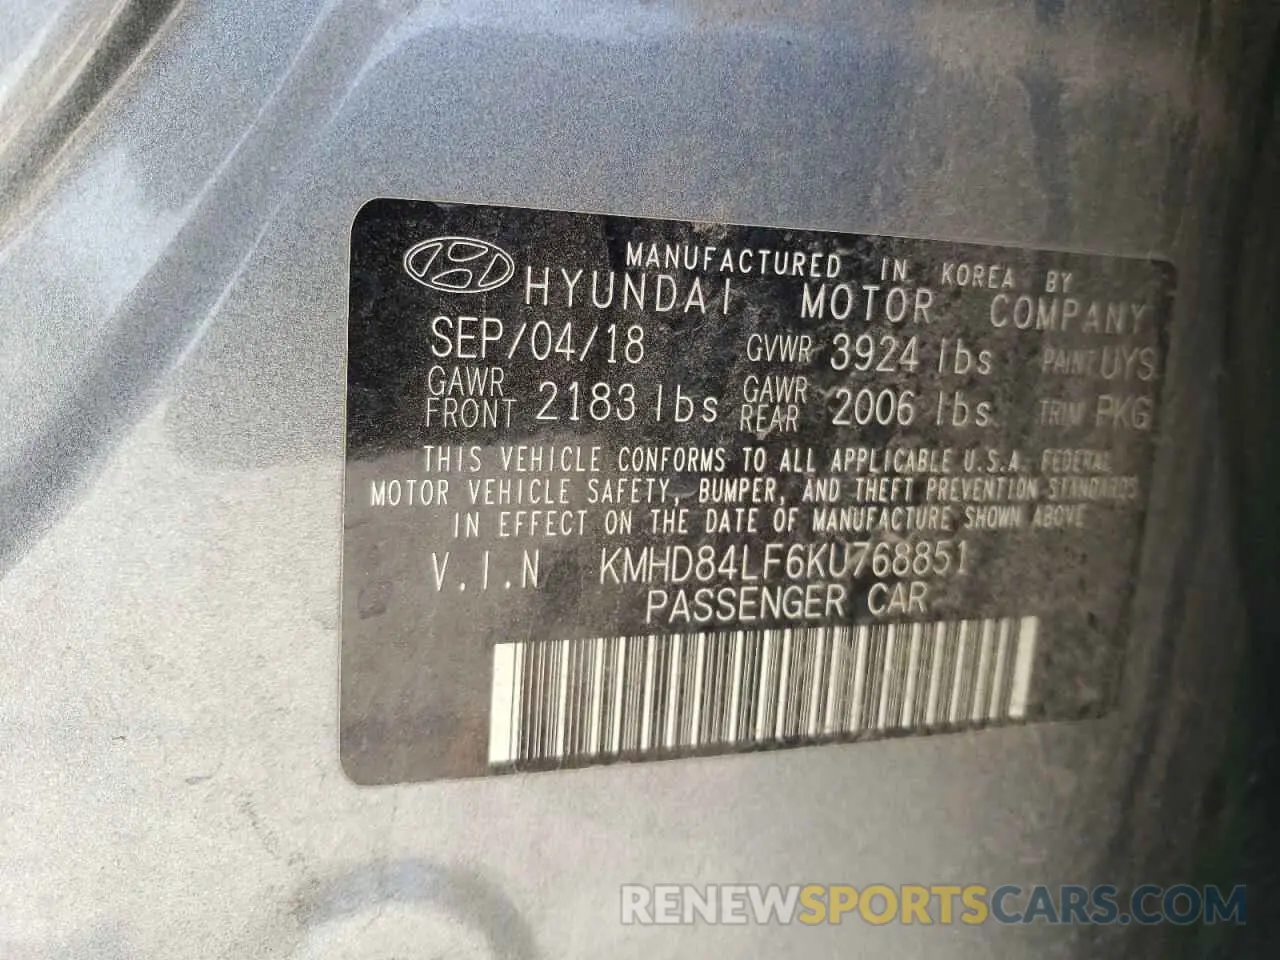 MANUFACTURED IN KOREA BY
HYUNDAI MOTOR COMPANY
SEP/04/18 GVWR 3924 lbs PAINT UYS
GAWR FRONT 2183 lbs GAWR REAR 2006 lbs TRIM PKG
THIS VEHICLE CONFORMS TO ALL APPLICABLE U.S.A. FEDERAL
MOTOR VEHICLE SAFETY, BUMPER, AND THEFT PREVENTION STANDARDS
IN EFFECT ON THE DATE OF MANUFACTURE SHOWN ABOVE
V.I.N KMHD84LF6KU768851
PASSENGER CAR
RENEWSPORTSCARS.COM